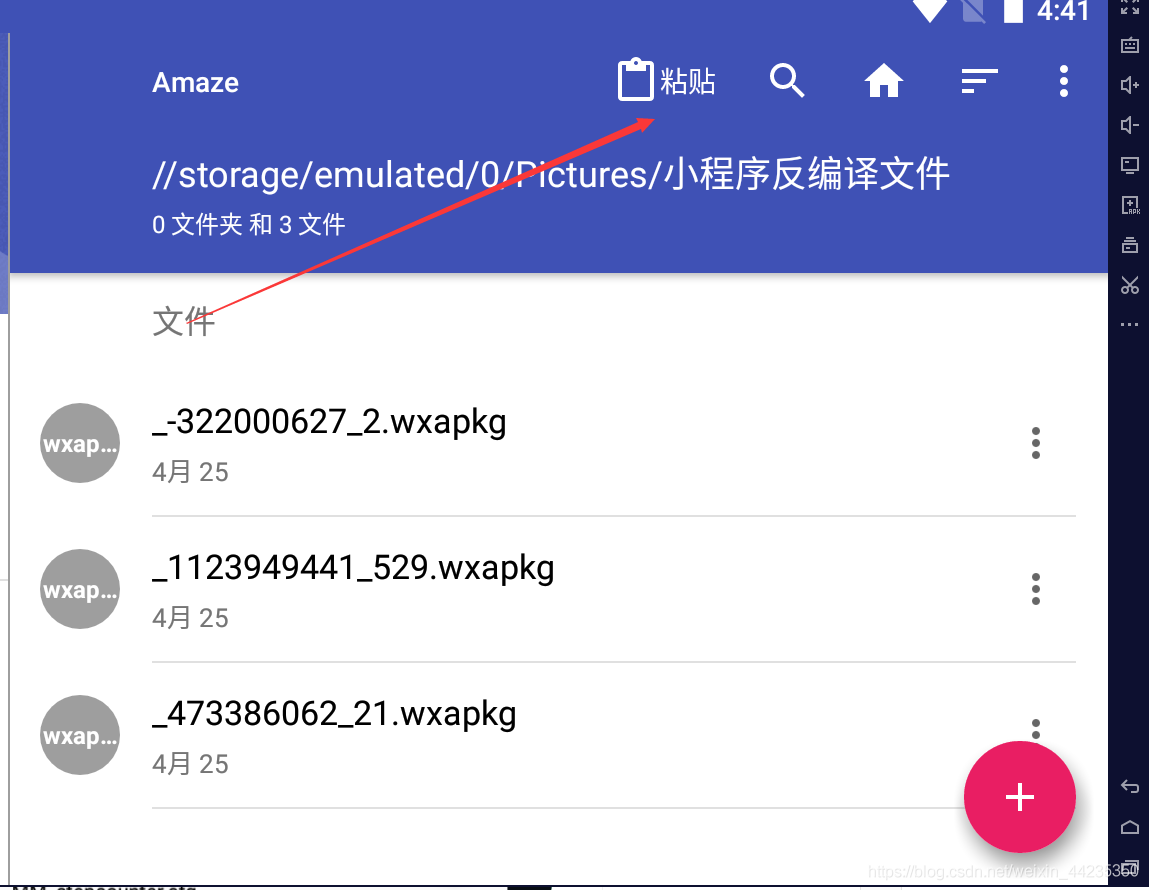 4:41
Amaze
粘贴
//storage/emulated/0/Pictures/小程序反编译文件
0 文件夹 和 3 文件
文件
wxap...
_-322000627_2.wxapkg
4月 25
wxap...
_1123949441_529.wxapkg
4月 25
wxap...
_473386062_21.wxapkg
4月 25
https://blog.csdn.net/weixin_44235350